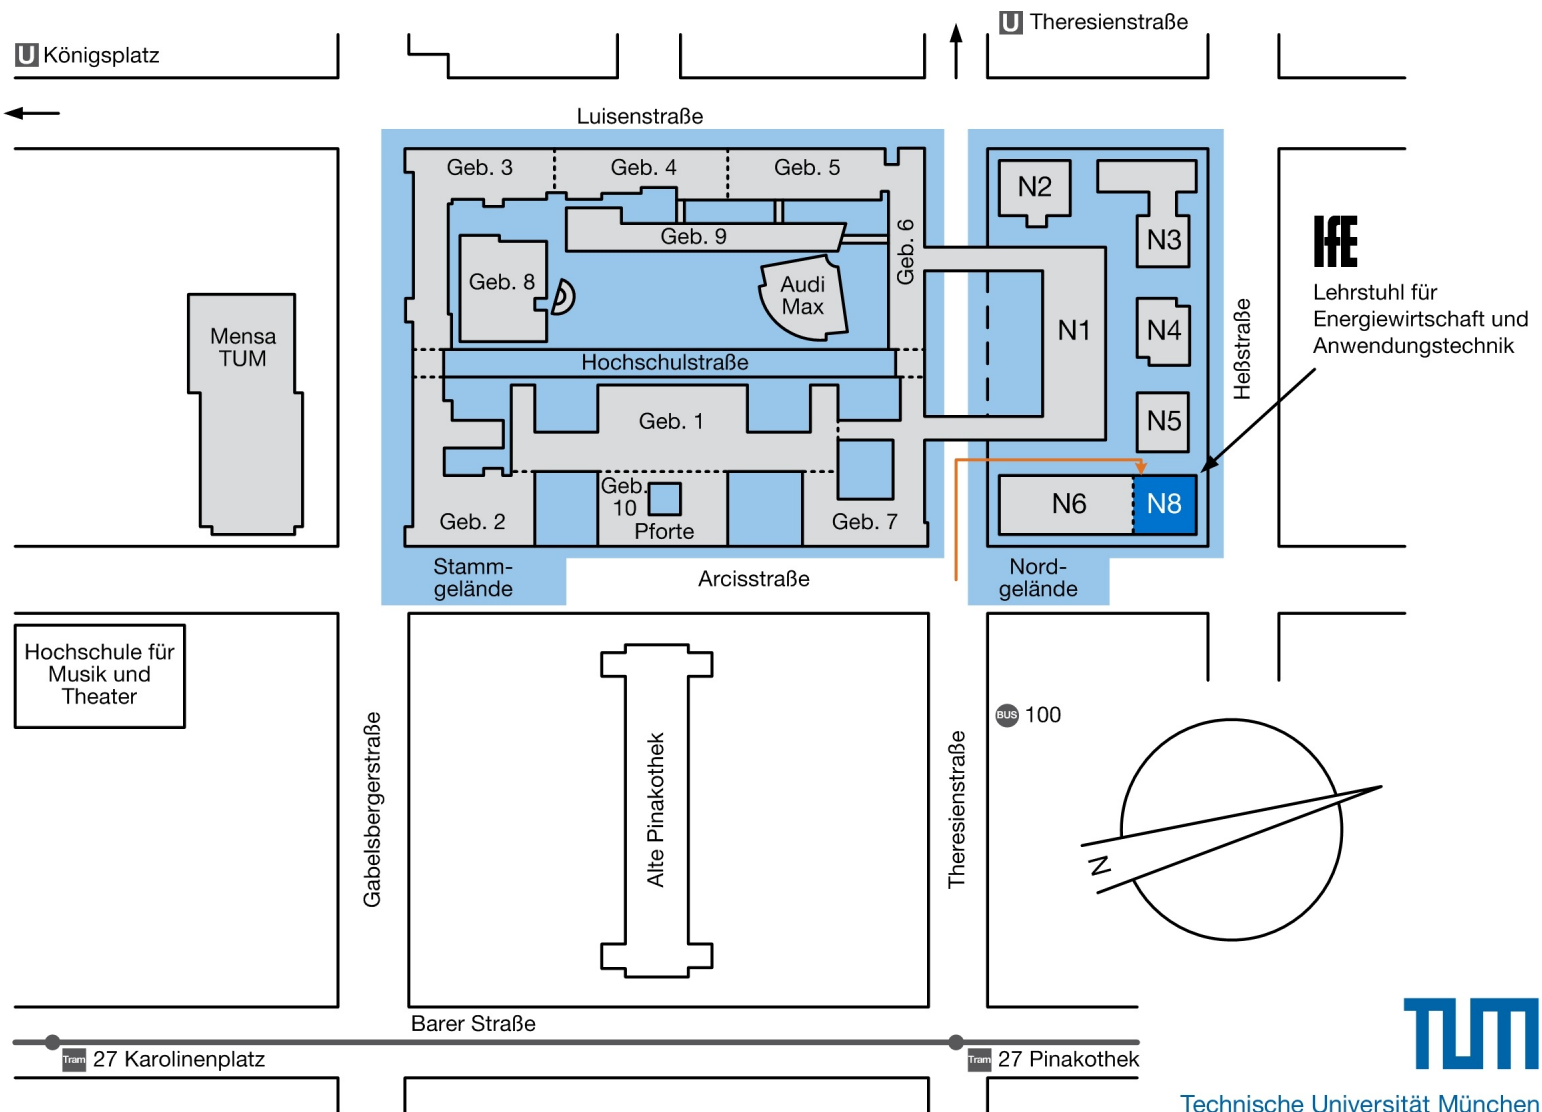 U Theresienstraße
U Königsplatz
Luisenstraße
Geb. 3
Geb. 4
Geb. 5
Geb. 6
Geb. 9
Geb. 8
Audi
Max
N2
N3
N1
N4
N5
N6
N8
Mensa
TUM
Hochschulstraße
Geb. 1
Geb.
10
Pforte
Geb. 2
Geb. 7
Heßstraße
IfE
Lehrstuhl für
Energiewirtschaft und
Anwendungstechnik
Stamm-
gelände
Arcisstraße
Nord-
gelände
Hochschule für
Musik und
Theater
Gabelsbergerstraße
Alte Pinakothek
Theresienstraße
BUS 100
N
Barer Straße
Tram 27 Karolinenplatz
Tram 27 Pinakothek
TUM
Technische Universität München